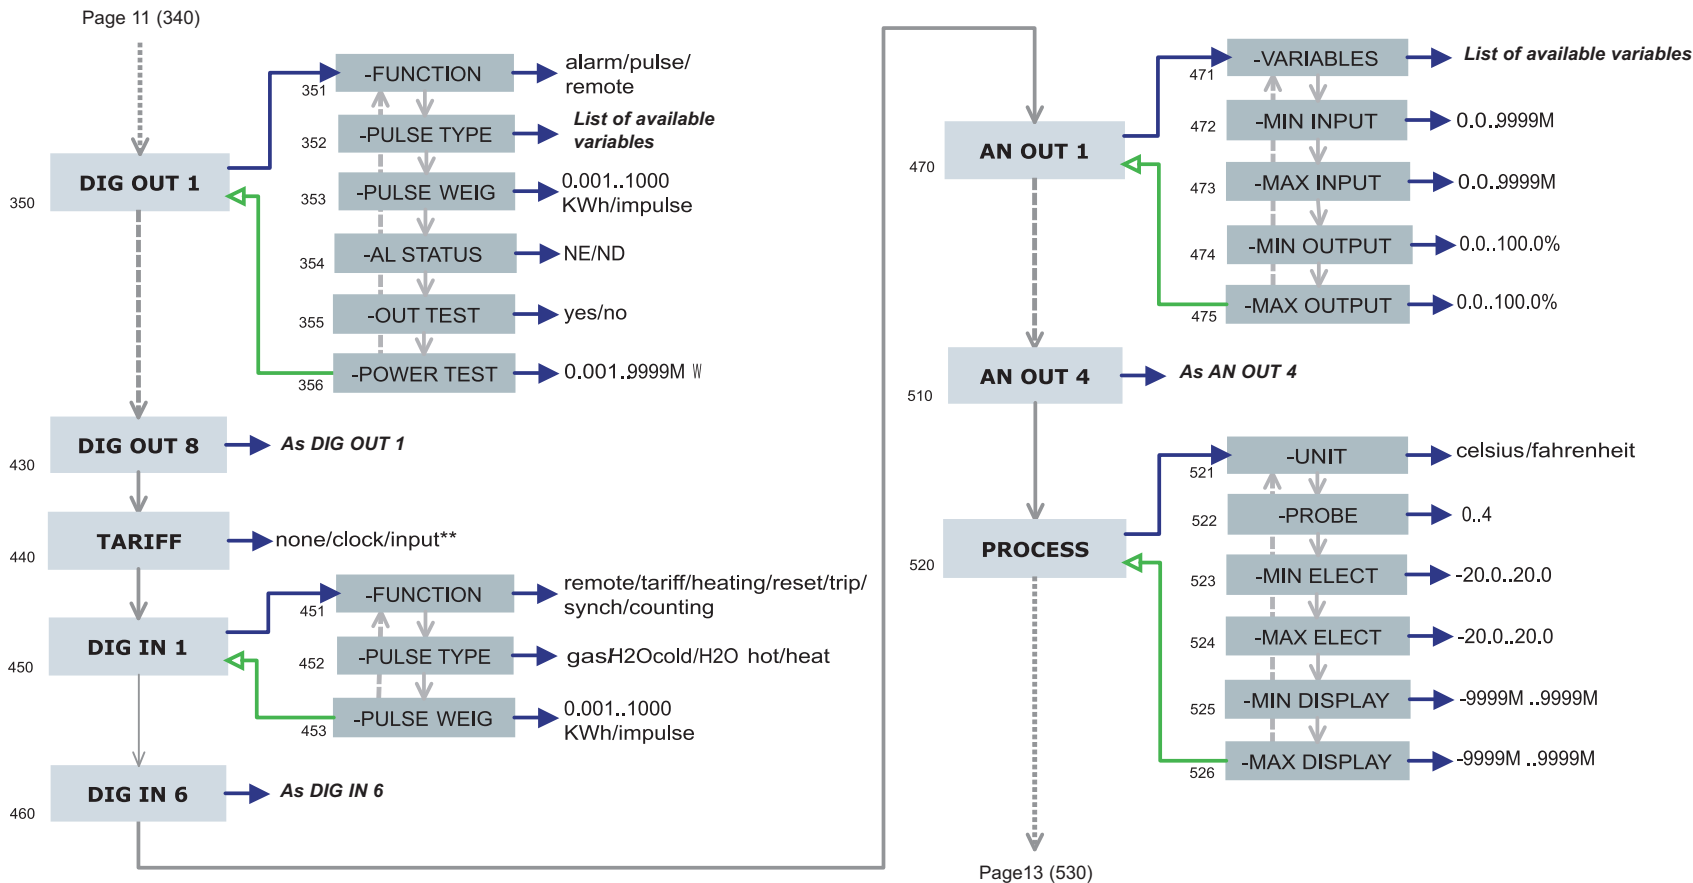 Page 11 (340)
DIG OUT 1
350
-FUNCTION
351
alarm/pulse/
remote
-PULSE TYPE
352
List of available
variables
-PULSE WEIG
353
0.001..1000
KWh/impulse
-AL STATUS
354
NE/ND
-OUT TEST
355
yes/no
-POWER TEST
356
0.001..9999M W
DIG OUT 8
430
As DIG OUT 1
TARIFF
440
none/clock/input**
DIG IN 1
450
-FUNCTION
451
remote/tariff/heating/reset/trip/
synch/counting
-PULSE TYPE
452
gas/H2Ocold/H2O hot/heat
-PULSE WEIG
453
0.001..1000
KWh/impulse
DIG IN 6
460
As DIG IN 6
AN OUT 1
470
-VARIABLES
471
List of available variables
-MIN INPUT
472
0.0..9999M
-MAX INPUT
473
0.0..9999M
-MIN OUTPUT
474
0.0..100.0%
-MAX OUTPUT
475
0.0..100.0%
AN OUT 4
510
As AN OUT 4
PROCESS
520
-UNIT
521
celsius/fahrenheit
-PROBE
522
0..4
-MIN ELECT
523
-20.0..20.0
-MAX ELECT
524
-20.0..20.0
-MIN DISPLAY
525
-9999M ..9999M
-MAX DISPLAY
526
-9999M ..9999M
Page13 (530)